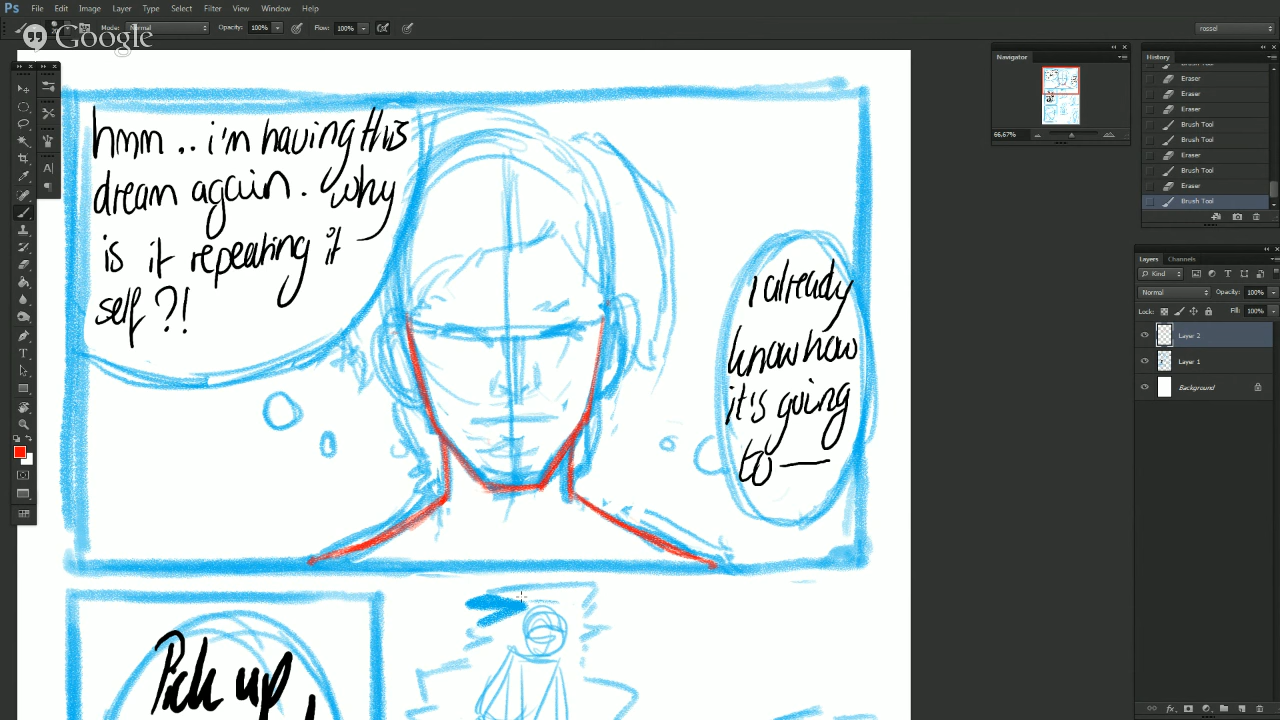 Ps File Edit Image Layer Type Select Filter View Window Help
Mode: Normal Opacity: 100% Flow: 100% rossel
Google
Navigator
66.67%
History
Brush Tool
Eraser
Eraser
Eraser
Brush Tool
Brush Tool
Eraser
Brush Tool
Eraser
Brush Tool
Layers Channels
Kind
Normal Opacity: 100%
Lock: Fill: 100%
Layer 2
Layer 1
Background
hmm .. i'm having this
dream again. why
is it repeating it
self ?!
I already
know how
it's going
to —
Pick up